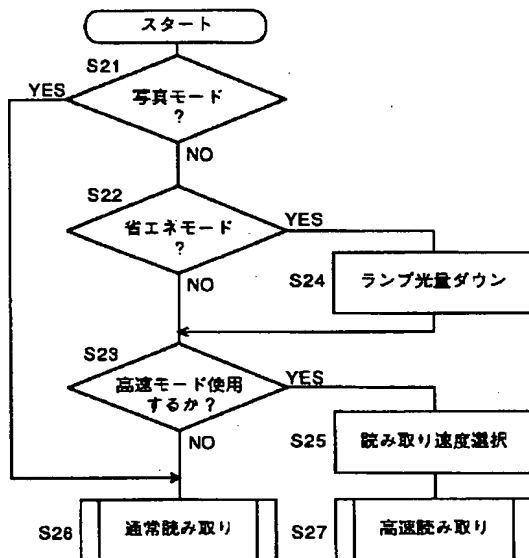 スタート
S21
YES
写真モード
?
NO
S22
省エネモード
?
YES
NO
S24
ランプ光量ダウン
S23
高速モード使用
するか?
YES
NO
S25
読み取り速度選択
S26
通常読み取り
S27
高速読み取り